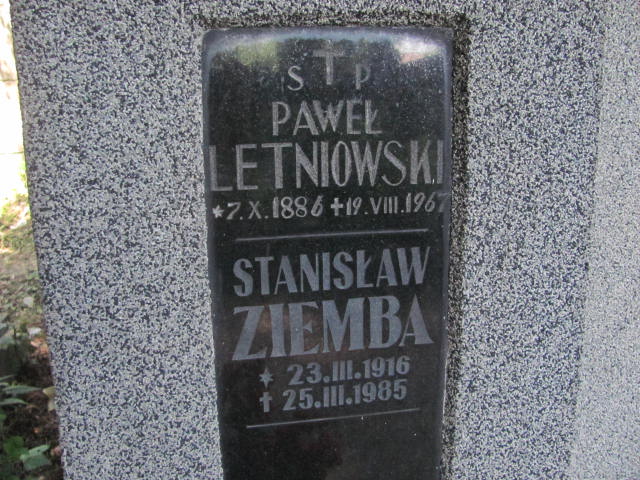 S P
PAWEŁ
LETNIOWSKI
* 7.X.1886 + 19.VIII.1967
STANISŁAW
ZIEMBA
* 23.III.1916
† 25.III.1985